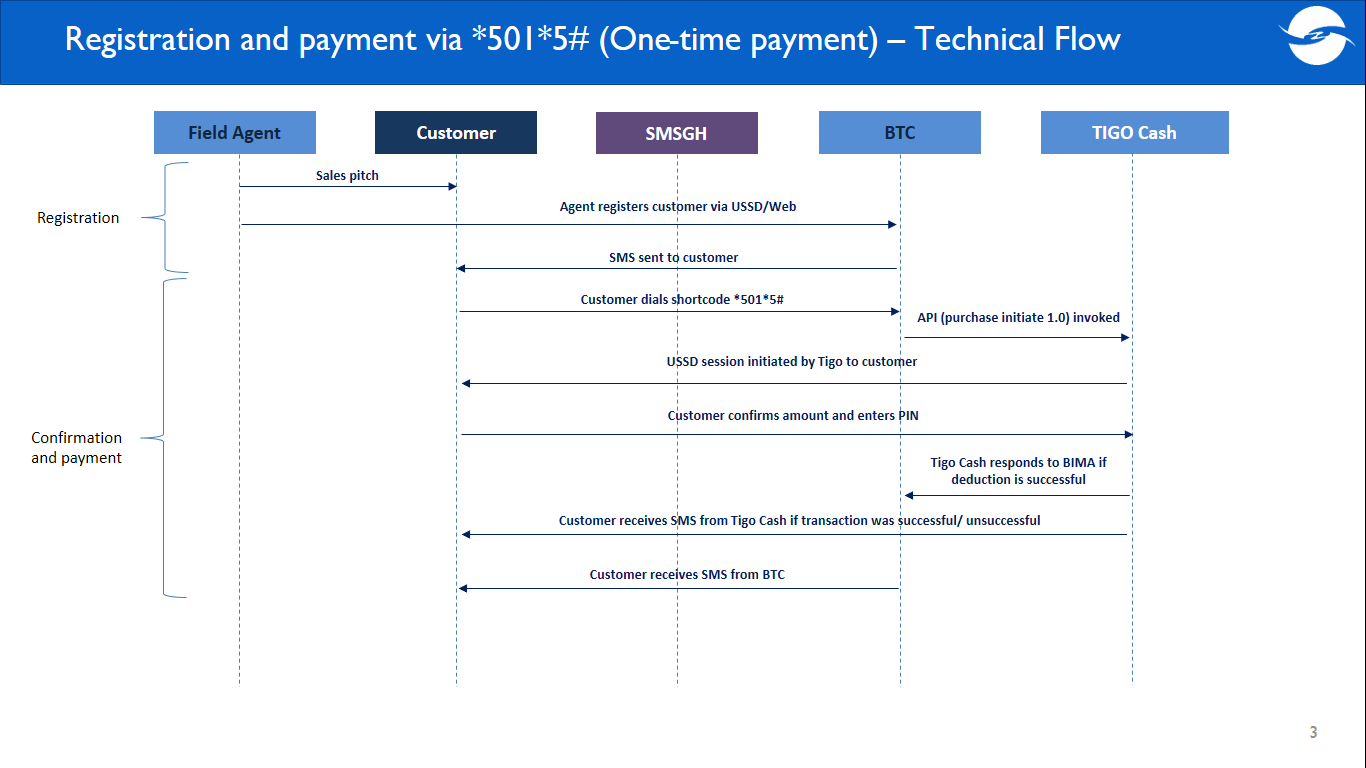 Registration and payment via *501*5# (One-time payment) – Technical Flow
Field Agent
Customer
SMSGH
BTC
TIGO Cash
Sales pitch
Registration
Agent registers customer via USSD/Web
SMS sent to customer
Customer dials shortcode *501*5#
API (purchase initiate 1.0) invoked
USSD session initiated by Tigo to customer
Customer confirms amount and enters PIN
Confirmation
and payment
Tigo Cash responds to BIMA if
deduction is successful
Customer receives SMS from Tigo Cash if transaction was successful/ unsuccessful
Customer receives SMS from BTC
3